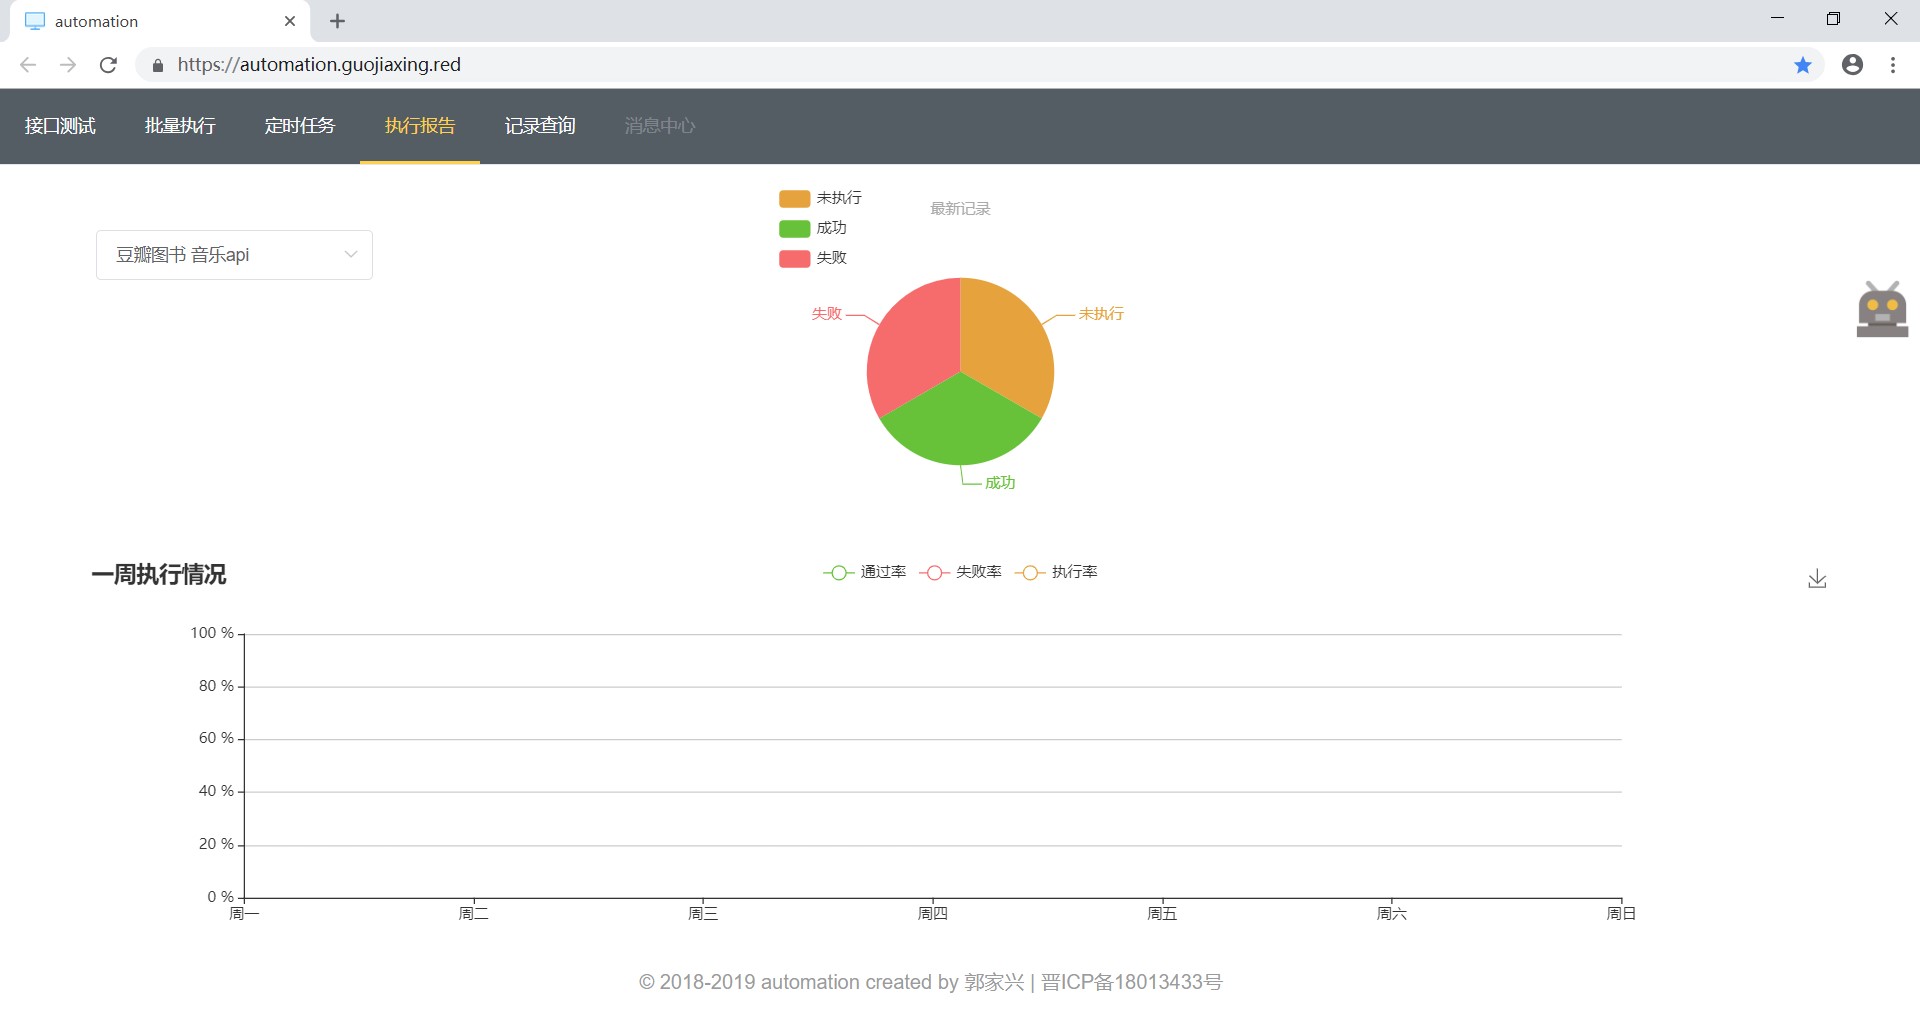 automation
https://automation.guojiaxing.red
接口测试 批量执行 定时任务 执行报告 记录查询 消息中心
未执行
最新记录
成功
豆瓣图书 音乐api
失败
失败
未执行
成功
一周执行情况
通过率 失败率 执行率
100 %
80 %
60 %
40 %
20 %
0 %
周一 周二 周三 周四 周五 周六 周日
© 2018-2019 automation created by 郭家兴 | 晋ICP备18013433号